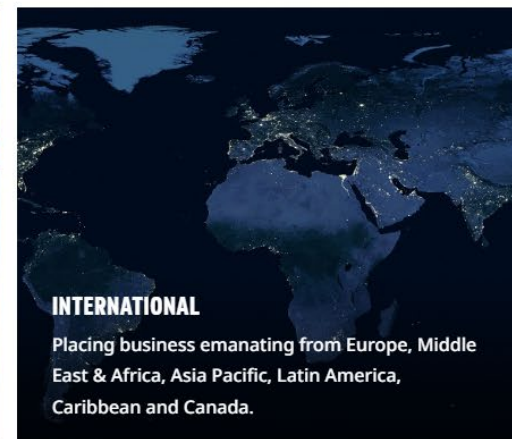 INTERNATIONAL
Placing business emanating from Europe, Middle
East & Africa, Asia Pacific, Latin America,
Caribbean and Canada.